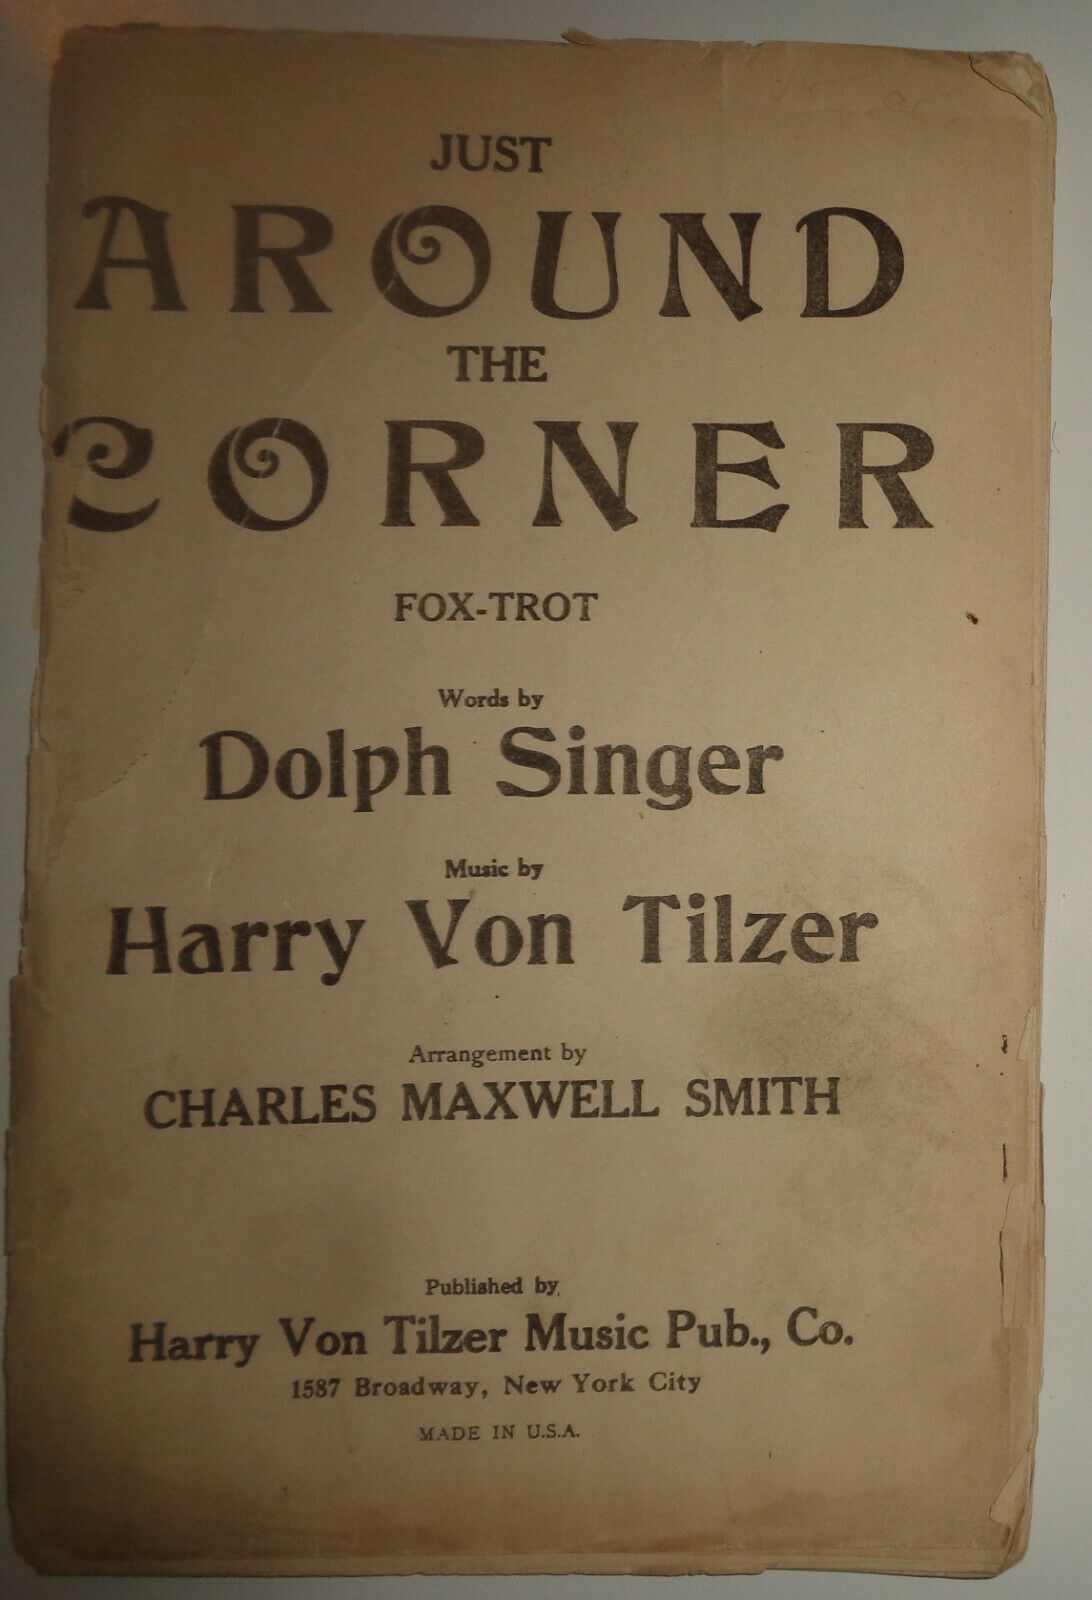 JUST
AROUND
THE
CORNER
FOX-TROT
Words by
Dolph Singer
Music by
Harry Von Tilzer
Arrangement by
CHARLES MAXWELL SMITH
Published by
Harry Von Tilzer Music Pub., Co.
1587 Broadway, New York City
MADE IN U.S.A.